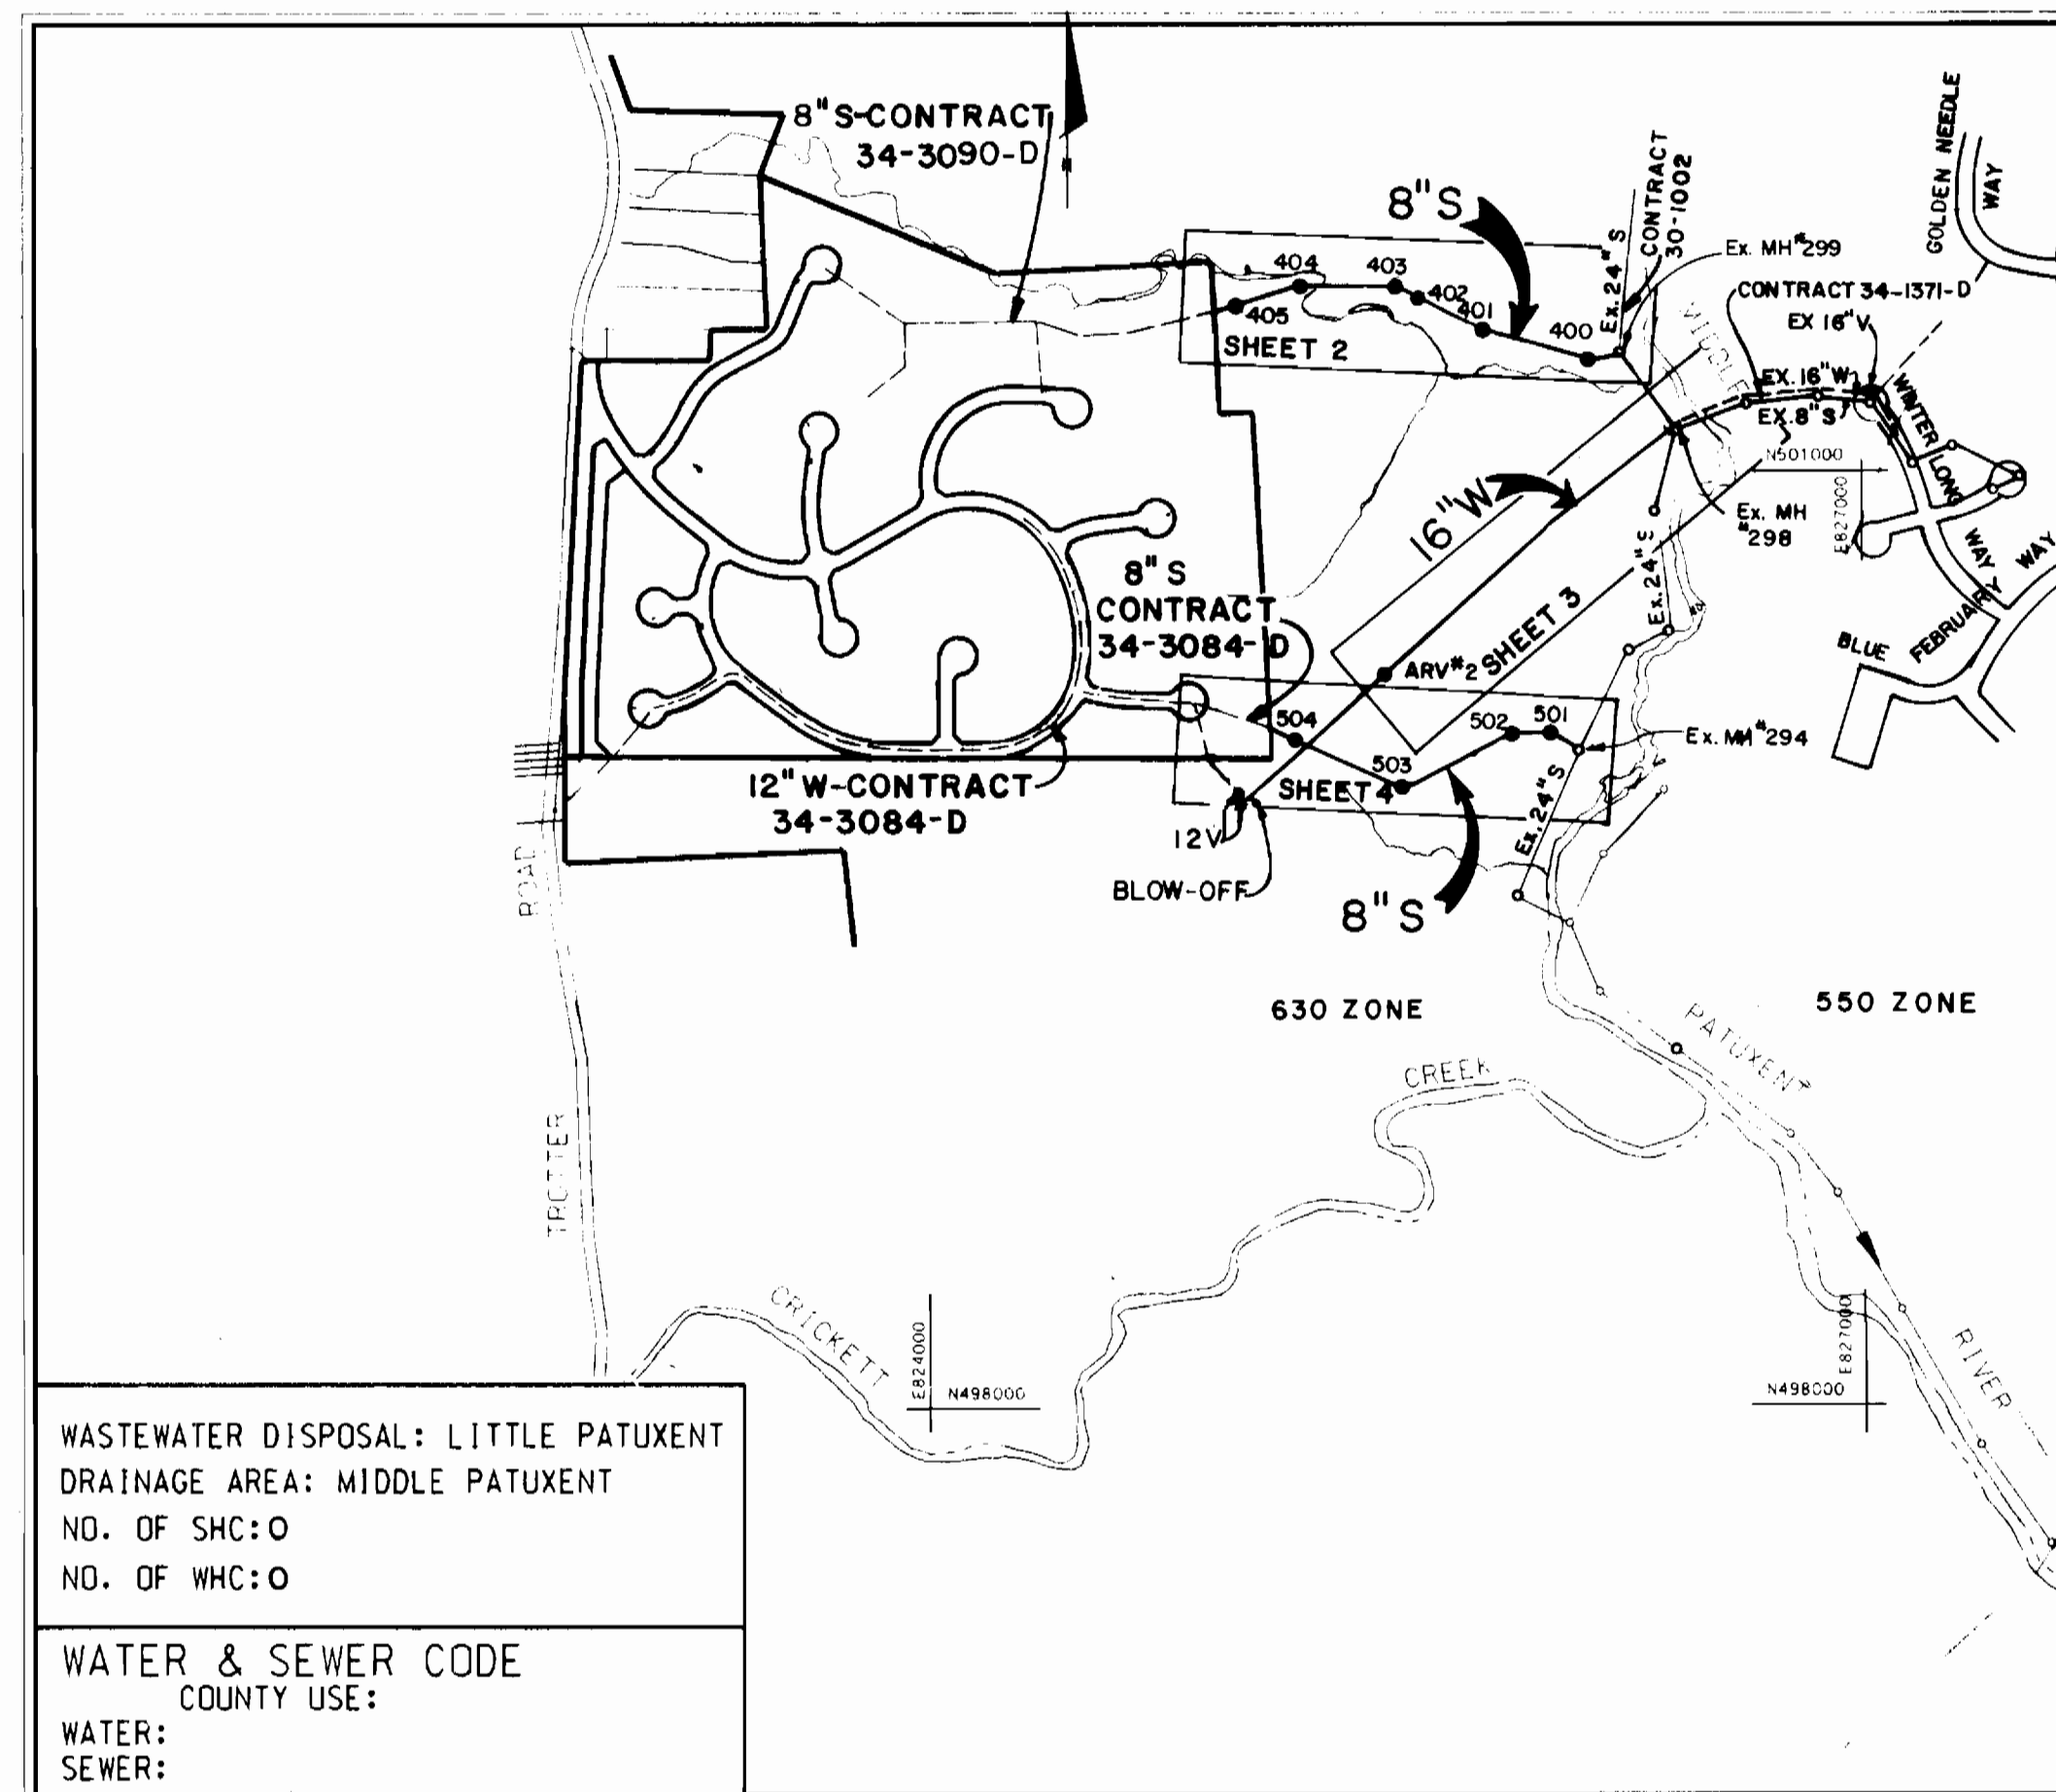 8"S-CONTRACT
34-3090-D
8"S
Ex. 24" S
CONTRACT
30-1002
GOLDEN NEEDLE
WAY
Ex. MH#299
CONTRACT 34-1371-D
EX 16"V
404
403
402
401
400
405
SHEET 2
MIDDLE
EX. 16"W
EX. 8"S
WINTER
LONG
WAY
N501000
E827000
Ex. MH
#298
16"W
Ex. 24" S
8" S
CONTRACT
34-3084-D
SHEET 3
ARV#2
BLUE
FEBRUARY
WAY
504
502
501
503
Ex. MH#294
SHEET 4
12"W-CONTRACT
34-3084-D
12V
BLOW-OFF
Ex. 24" S
8"S
ROAD
TROTTER
630 ZONE
550 ZONE
PATUXENT
RIVER
CREEK
CRICKETT
E824000
N498000
E827000
N498000
WASTEWATER DISPOSAL: LITTLE PATUXENT
DRAINAGE AREA: MIDDLE PATUXENT
NO. OF SHC:0
NO. OF WHC:0
WATER & SEWER CODE
COUNTY USE:
WATER:
SEWER: